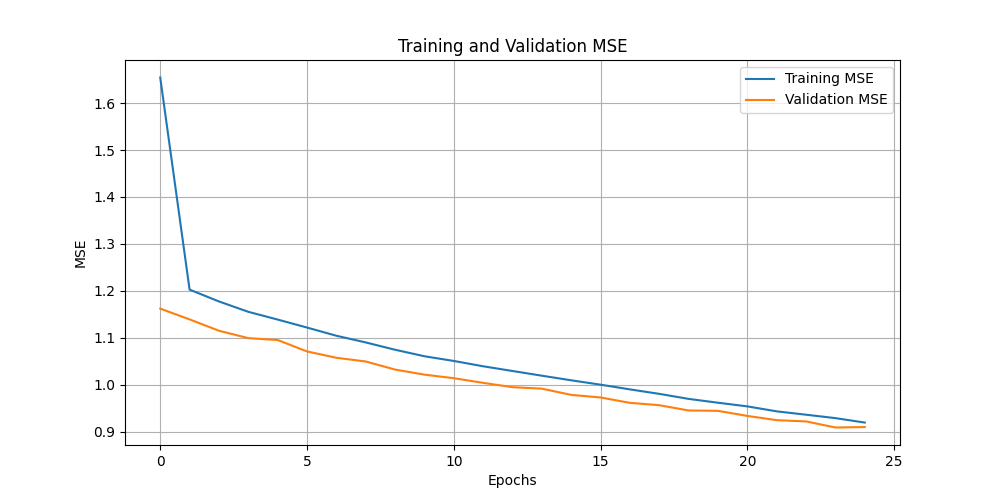 Training and Validation MSE
Training MSE
Validation MSE
MSE
1.6
1.5
1.4
1.3
1.2
1.1
1.0
0.9
0 5 10 15 20 25
Epochs